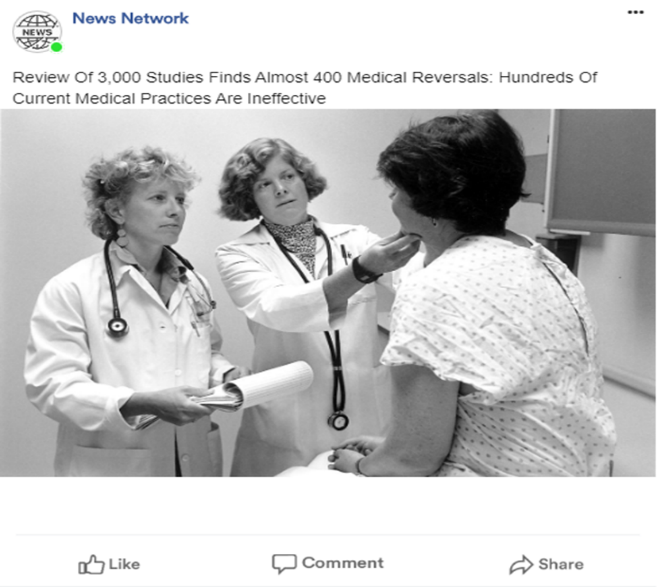 NEWS
News Network
Review Of 3,000 Studies Finds Almost 400 Medical Reversals: Hundreds Of
Current Medical Practices Are Ineffective
Like
Comment
Share